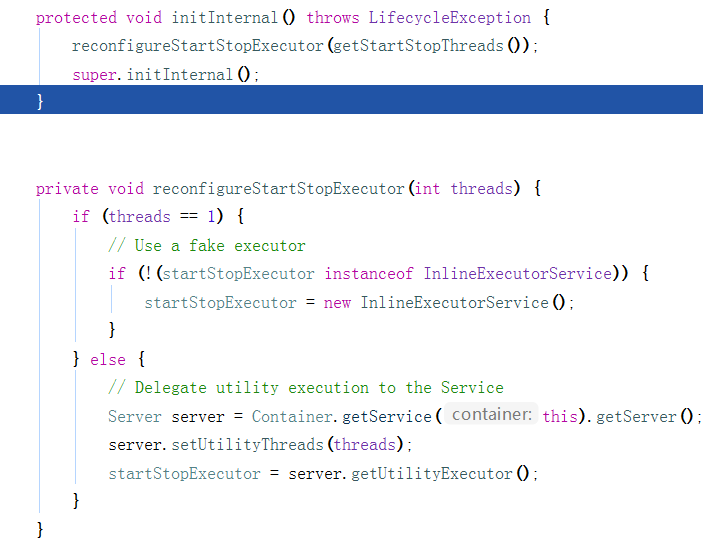 protected void initInternal() throws LifecycleException {
    reconfigureStartStopExecutor(getStartStopThreads());
    super.initInternal();
}
private void reconfigureStartStopExecutor(int threads) {
    if (threads == 1) {
        // Use a fake executor
        if (!(startStopExecutor instanceof InlineExecutorService)) {
            startStopExecutor = new InlineExecutorService();
        }
    } else {
        // Delegate utility execution to the Service
        Server server = Container.getService( container: this).getServer();
        server.setUtilityThreads(threads);
        startStopExecutor = server.getUtilityExecutor();
    }
}